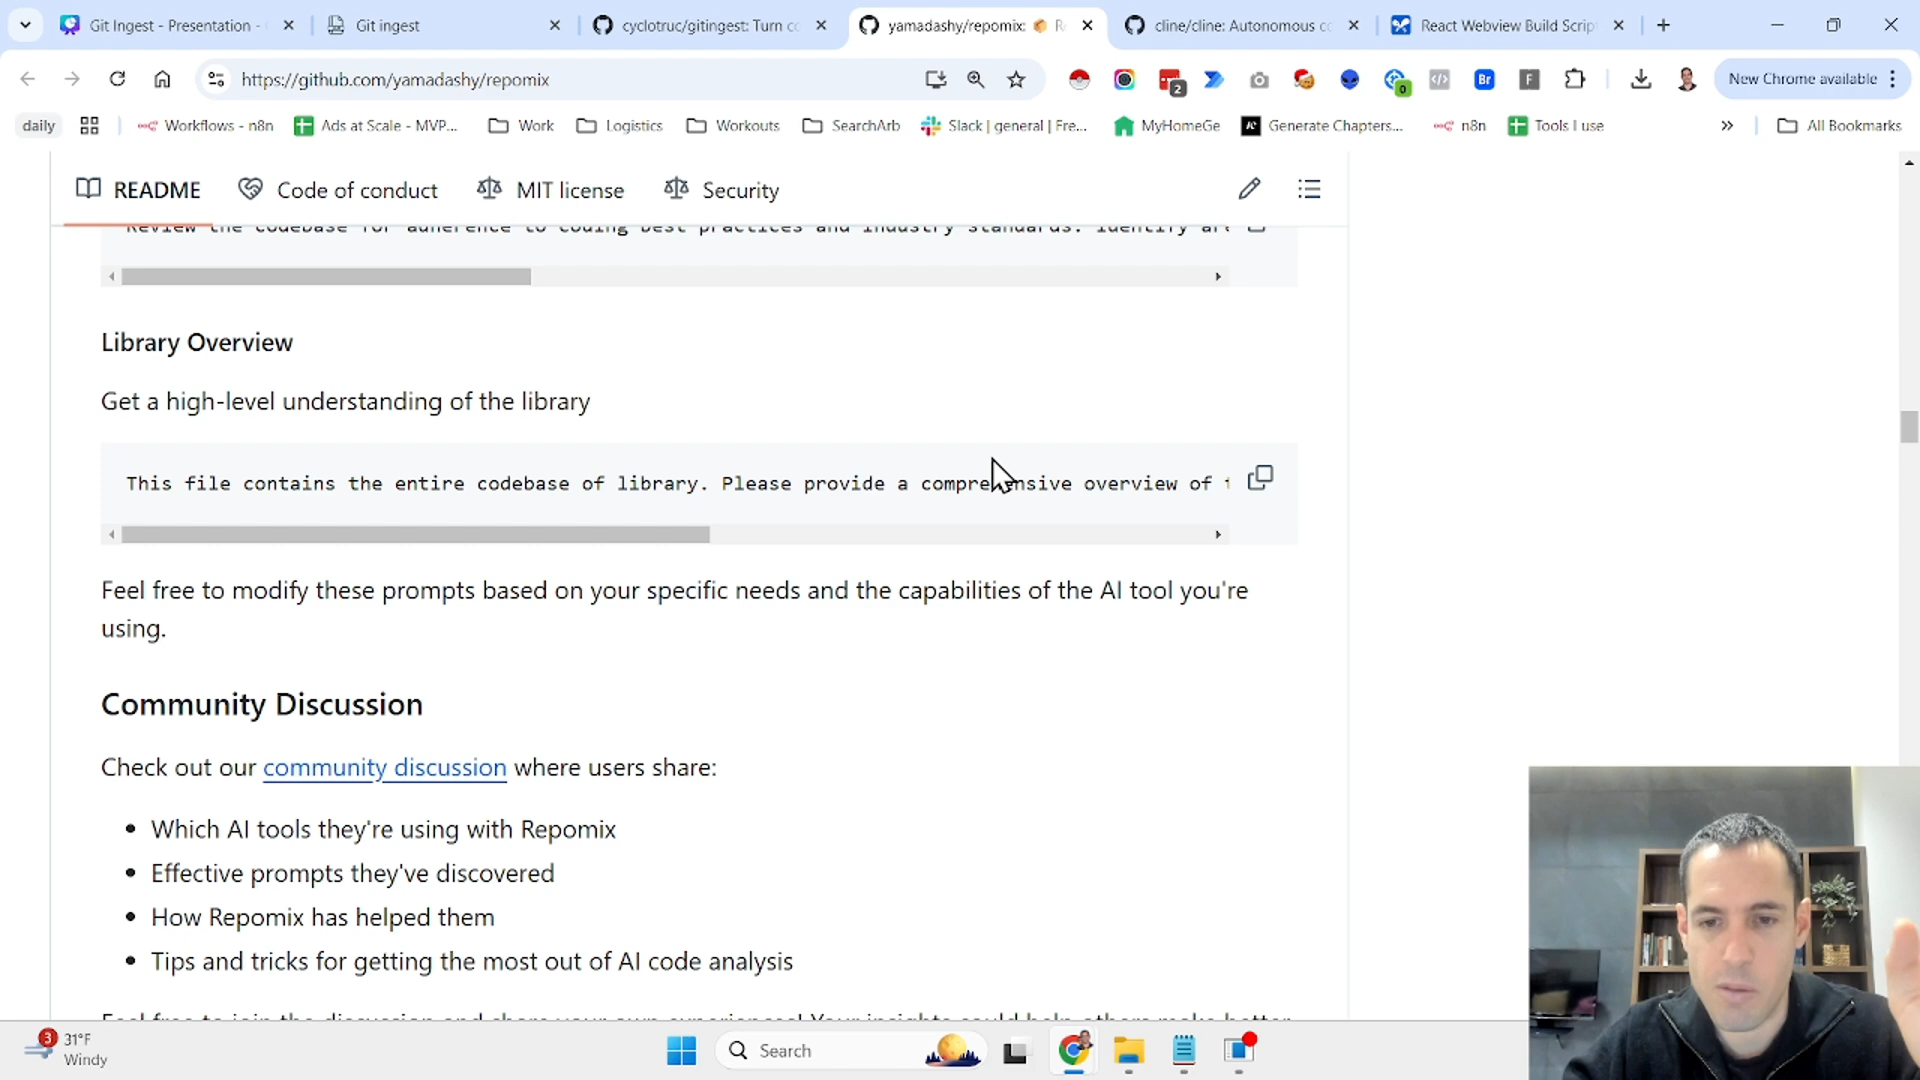 Git Ingest - Presentation -
Git ingest
cyclotruc/gitingest: Turn co
yamadashy/repomix: 📦 R
cline/cline: Autonomous co
React Webview Build Scrip
https://github.com/yamadashy/repomix
2
0
Br
F
New Chrome available
daily
Workflows - n8n
Ads at Scale - MVP...
Work
Logistics
Workouts
SearchArb
Slack | general | Fre...
MyHomeGe
Generate Chapters...
n8n
Tools I use
All Bookmarks
README
Code of conduct
MIT license
Security
Review the codebase for adherence to coding best practices and industry standards. Identify are
Library Overview
Get a high-level understanding of the library
This file contains the entire codebase of library. Please provide a comprehensive overview of t
Feel free to modify these prompts based on your specific needs and the capabilities of the AI tool you're
using.
Community Discussion
Check out our community discussion where users share:
• Which AI tools they're using with Repomix
• Effective prompts they've discovered
• How Repomix has helped them
• Tips and tricks for getting the most out of AI code analysis
Feel free to join the discussion and share your own experiences! Your insights could help others make better
3
31°F
Windy
Search